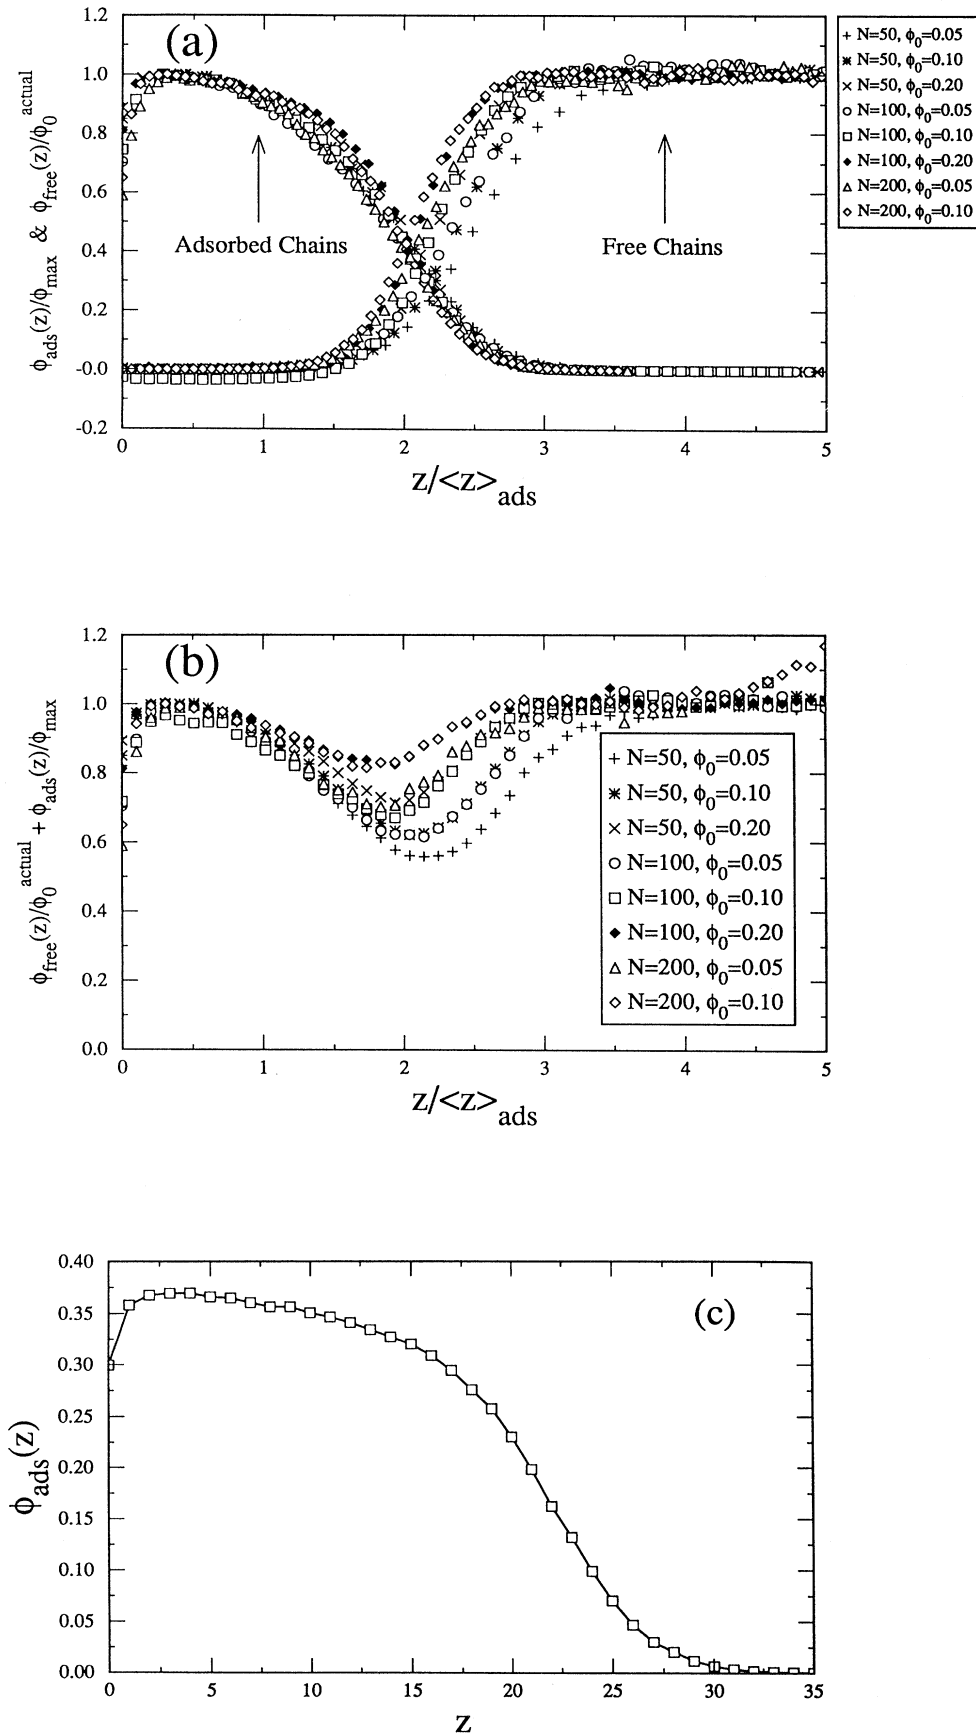 (a)
ϕads(z)/ϕmax & ϕfree(z)/ϕ0actual
1.2
1.0
0.8
0.6
0.4
0.2
-0.0
-0.2
Adsorbed Chains
Free Chains
0 1 2 3 4 5
z/<z>ads
+ N=50, ϕ0=0.05
∗ N=50, ϕ0=0.10
× N=50, ϕ0=0.20
○ N=100, ϕ0=0.05
□ N=100, ϕ0=0.10
◆ N=100, ϕ0=0.20
△ N=200, ϕ0=0.05
◇ N=200, ϕ0=0.10
(b)
ϕfree(z)/ϕ0actual + ϕads(z)/ϕmax
1.2
1.0
0.8
0.6
0.4
0.2
0.0
+ N=50, ϕ0=0.05
∗ N=50, ϕ0=0.10
× N=50, ϕ0=0.20
○ N=100, ϕ0=0.05
□ N=100, ϕ0=0.10
◆ N=100, ϕ0=0.20
△ N=200, ϕ0=0.05
◇ N=200, ϕ0=0.10
0 1 2 3 4 5
z/<z>ads
(c)
ϕads(z)
0.40
0.35
0.30
0.25
0.20
0.15
0.10
0.05
0.00
0 5 10 15 20 25 30 35
z